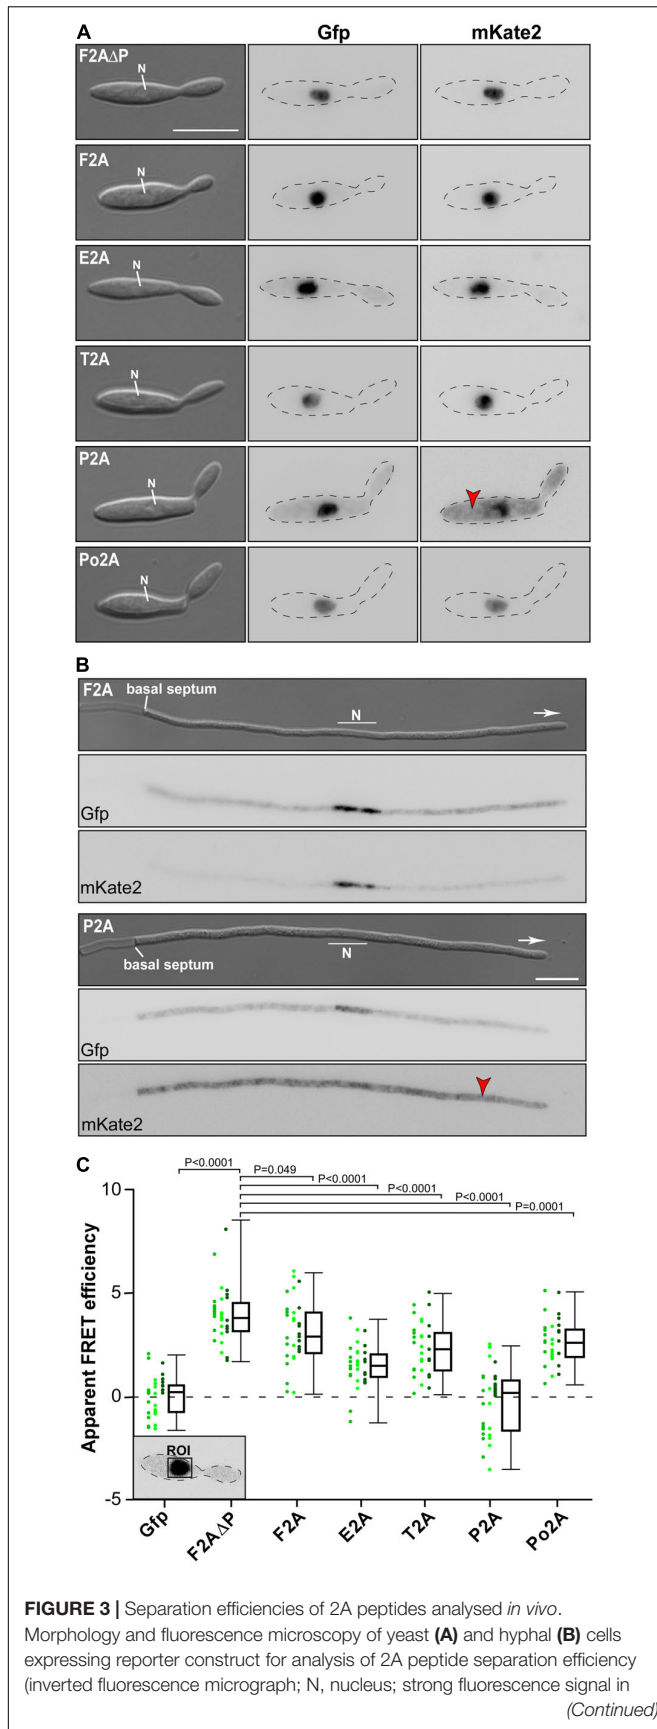 A
Gfp mKate2
F2AΔP
N
F2A
N
E2A
N
T2A
N
P2A
N
Po2A
N
B
F2A basal septum
N
Gfp
mKate2
P2A
N
basal septum
Gfp
mKate2
C
P<0.0001
P=0.049
P<0.0001
P<0.0001
P<0.0001
P=0.0001
10
5
0
-5
Apparent FRET efficiency
ROI
Gfp F2AΔP F2A E2A T2A P2A Po2A
FIGURE 3 | Separation efficiencies of 2A peptides analysed in vivo.
Morphology and fluorescence microscopy of yeast (A) and hyphal (B) cells
expressing reporter construct for analysis of 2A peptide separation efficiency
(inverted fluorescence micrograph; N, nucleus; strong fluorescence signal in
(Continued)